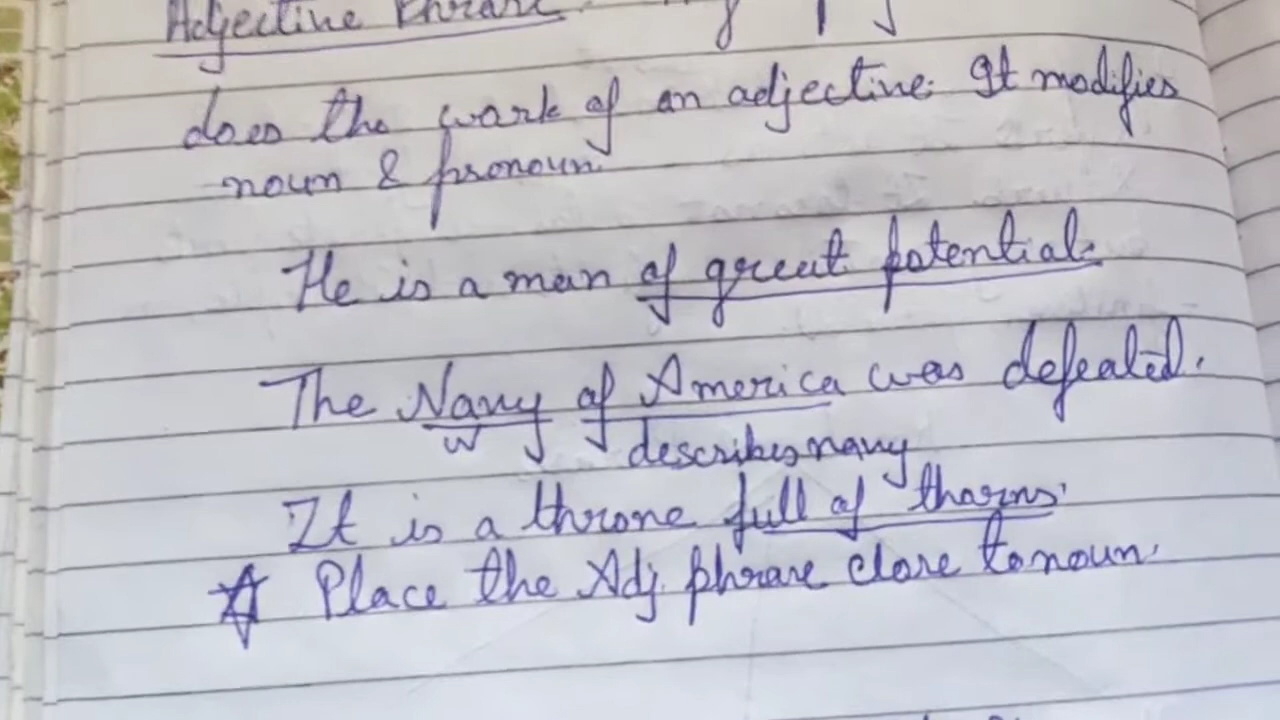 Adjective Phrase
does the work of an adjective. It modifies
noun & pronoun.
He is a man of great potential.
The Navy of America was defeated.
describes navy
It is a throne full of thorns.
☆ Place the Adj. phrase close to noun.